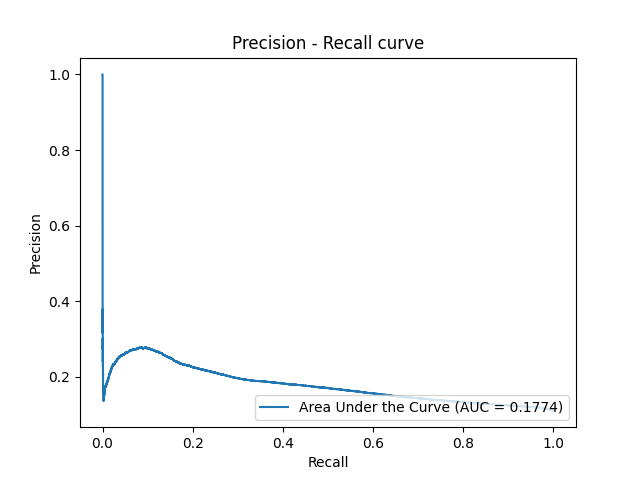 Precision - Recall curve
1.0
0.8
0.6
0.4
0.2
Precision
Area Under the Curve (AUC = 0.1774)
0.0 0.2 0.4 0.6 0.8 1.0
Recall